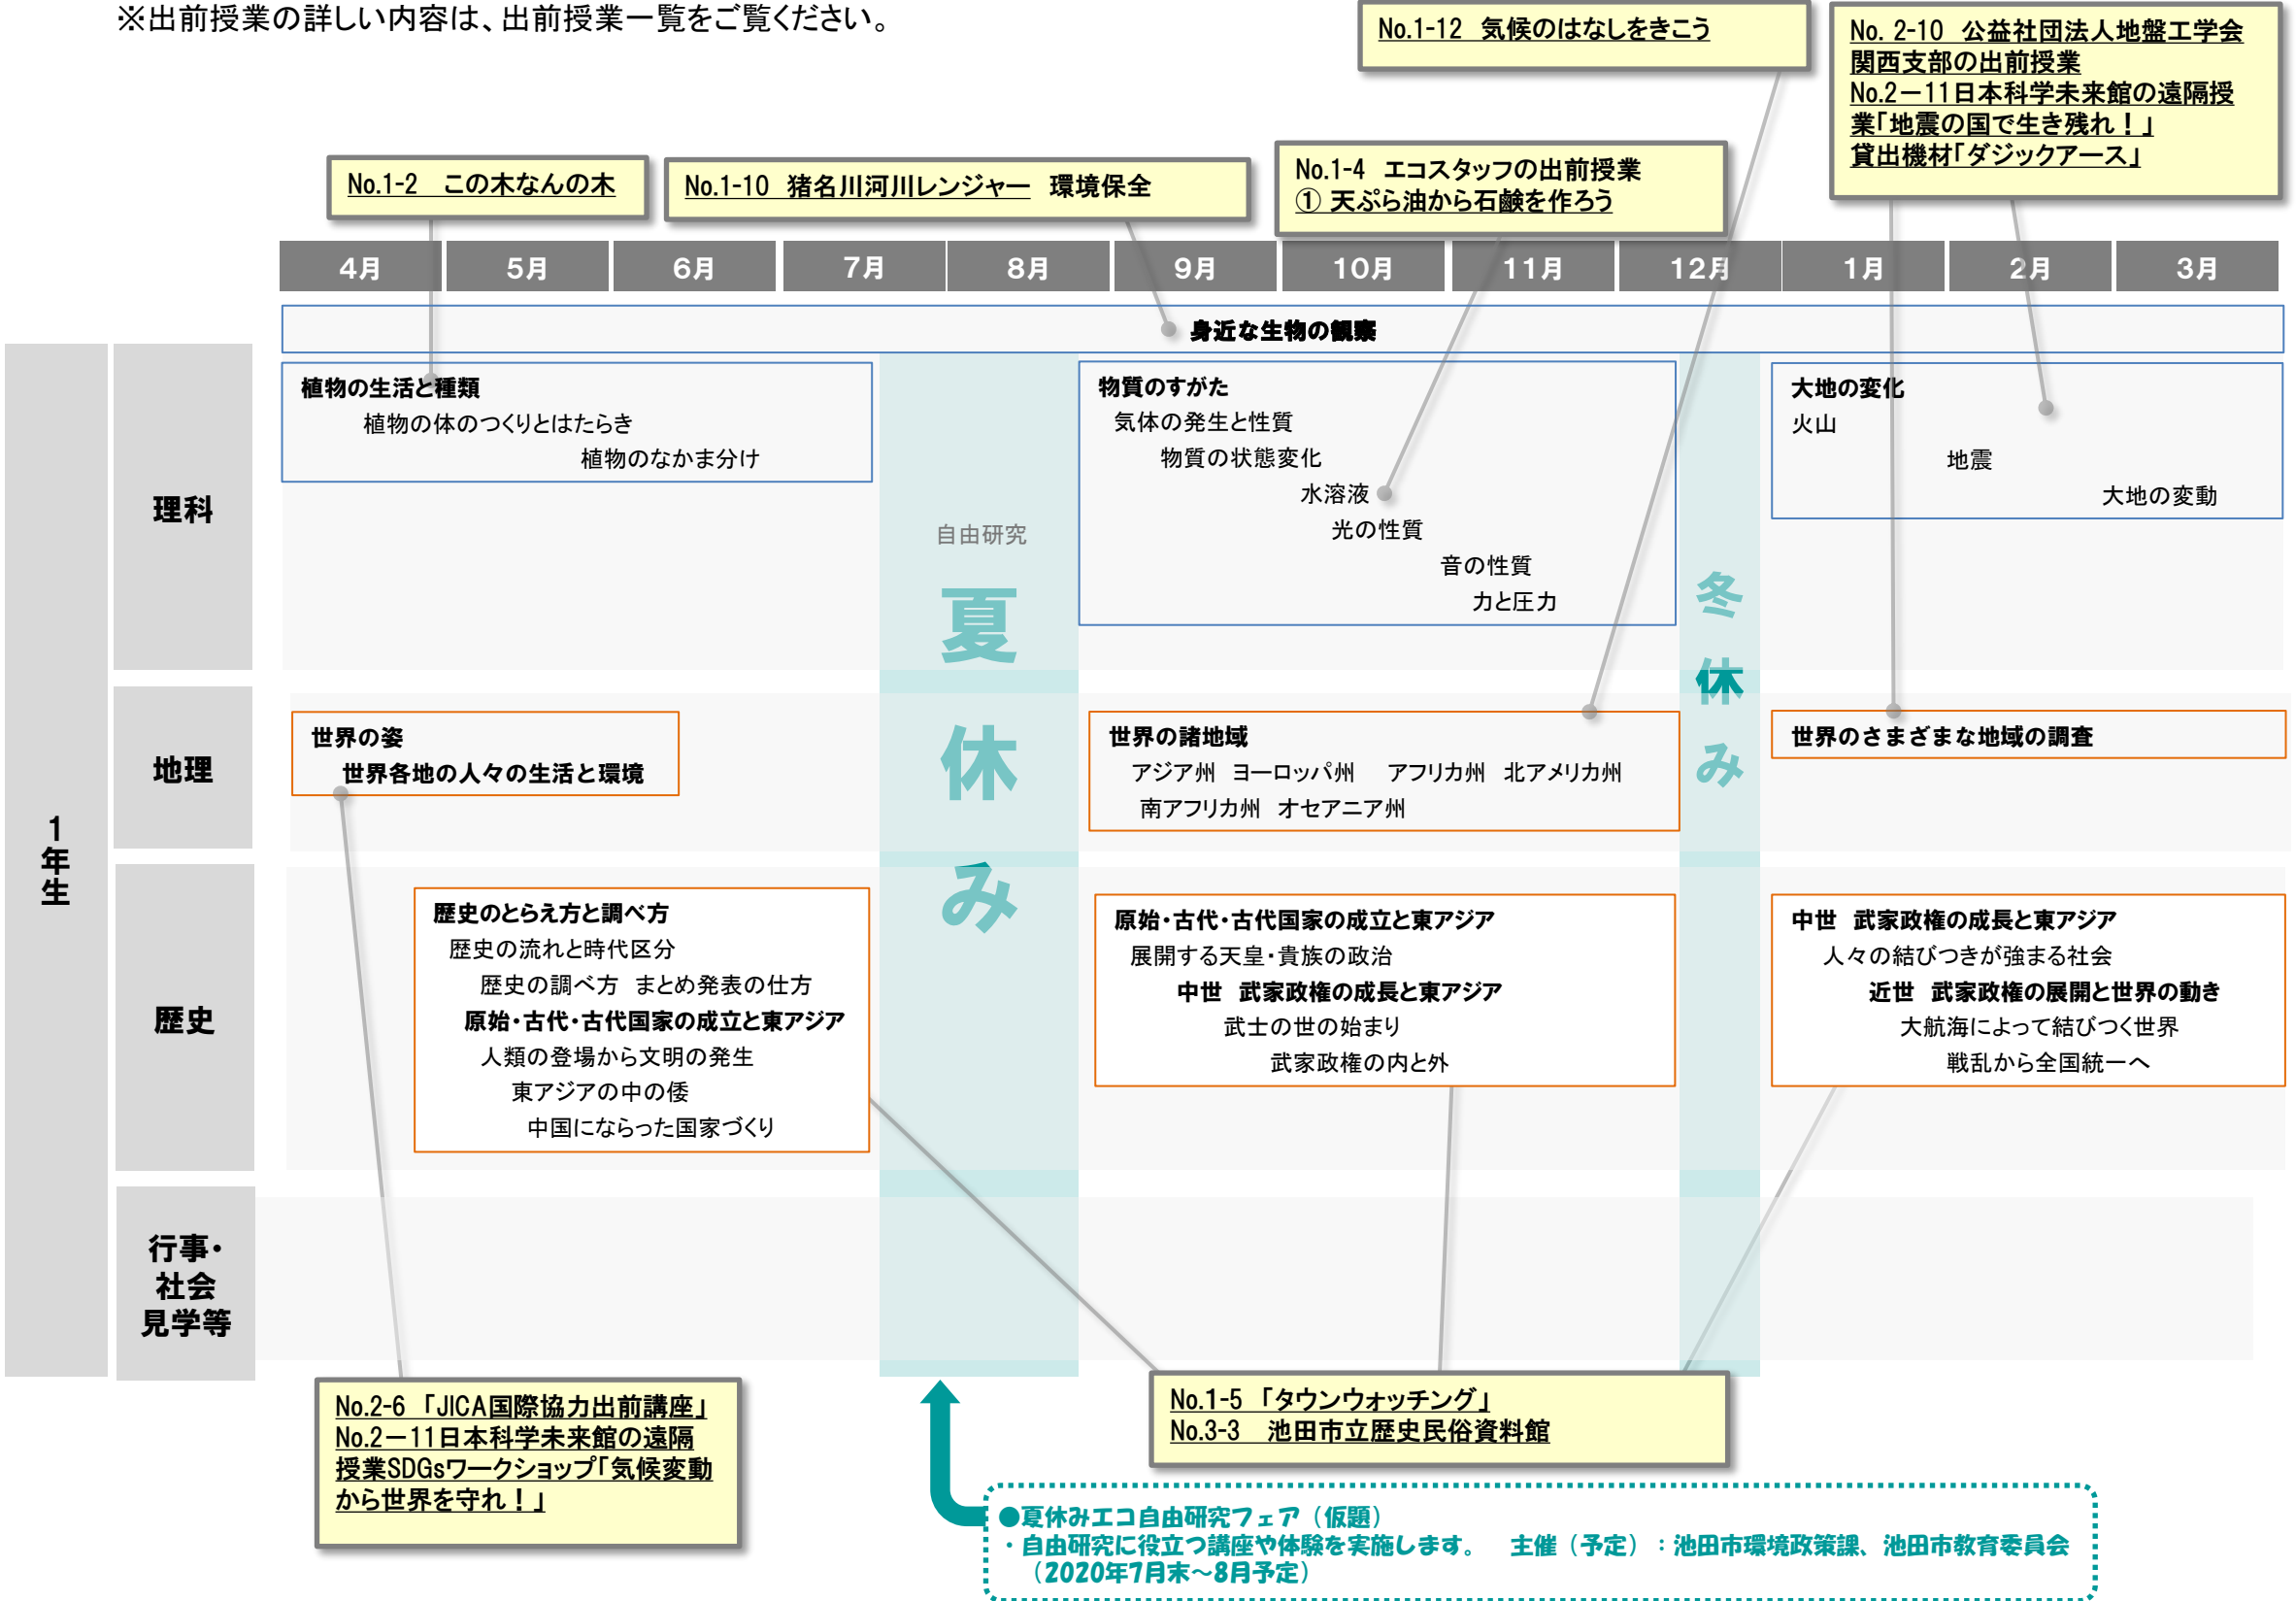 ※出前授業の詳しい内容は、出前授業一覧をご覧ください。
No.1-12 気候のはなしをきこう
No. 2-10 公益社団法人地盤工学会
関西支部の出前授業
No.2－11日本科学未来館の遠隔授
業「地震の国で生き残れ！」
貸出機材「ダジックアース」
No.1-2 この木なんの木
No.1-10 猪名川河川レンジャー 環境保全
No.1-4 エコスタッフの出前授業
① 天ぷら油から石鹸を作ろう
4月 5月 6月 7月 8月 9月 10月 11月 12月 1月 2月 3月
身近な生物の観察
1年生
理科
植物の生活と種類
植物の体のつくりとはたらき
植物のなかま分け
自由研究
夏休み
物質のすがた
気体の発生と性質
物質の状態変化
水溶液
光の性質
音の性質
力と圧力
冬休み
大地の変化
火山
地震
大地の変動
地理
世界の姿
世界各地の人々の生活と環境
世界の諸地域
アジア州 ヨーロッパ州 アフリカ州 北アメリカ州
南アフリカ州 オセアニア州
世界のさまざまな地域の調査
歴史
歴史のとらえ方と調べ方
歴史の流れと時代区分
歴史の調べ方 まとめ発表の仕方
原始・古代・古代国家の成立と東アジア
人類の登場から文明の発生
東アジアの中の倭
中国にならった国家づくり
原始・古代・古代国家の成立と東アジア
展開する天皇・貴族の政治
中世 武家政権の成長と東アジア
武士の世の始まり
武家政権の内と外
中世 武家政権の成長と東アジア
人々の結びつきが強まる社会
近世 武家政権の展開と世界の動き
大航海によって結びつく世界
戦乱から全国統一へ
行事・
社会
見学等
No.2-6 「JICA国際協力出前講座」
No.2－11日本科学未来館の遠隔
授業SDGsワークショップ「気候変動
から世界を守れ！」
No.1-5 「タウンウォッチング」
No.3-3 池田市立歴史民俗資料館
●夏休みエコ自由研究フェア（仮題）
・自由研究に役立つ講座や体験を実施します。 主催（予定）：池田市環境政策課、池田市教育委員会
（2020年7月末～8月予定）